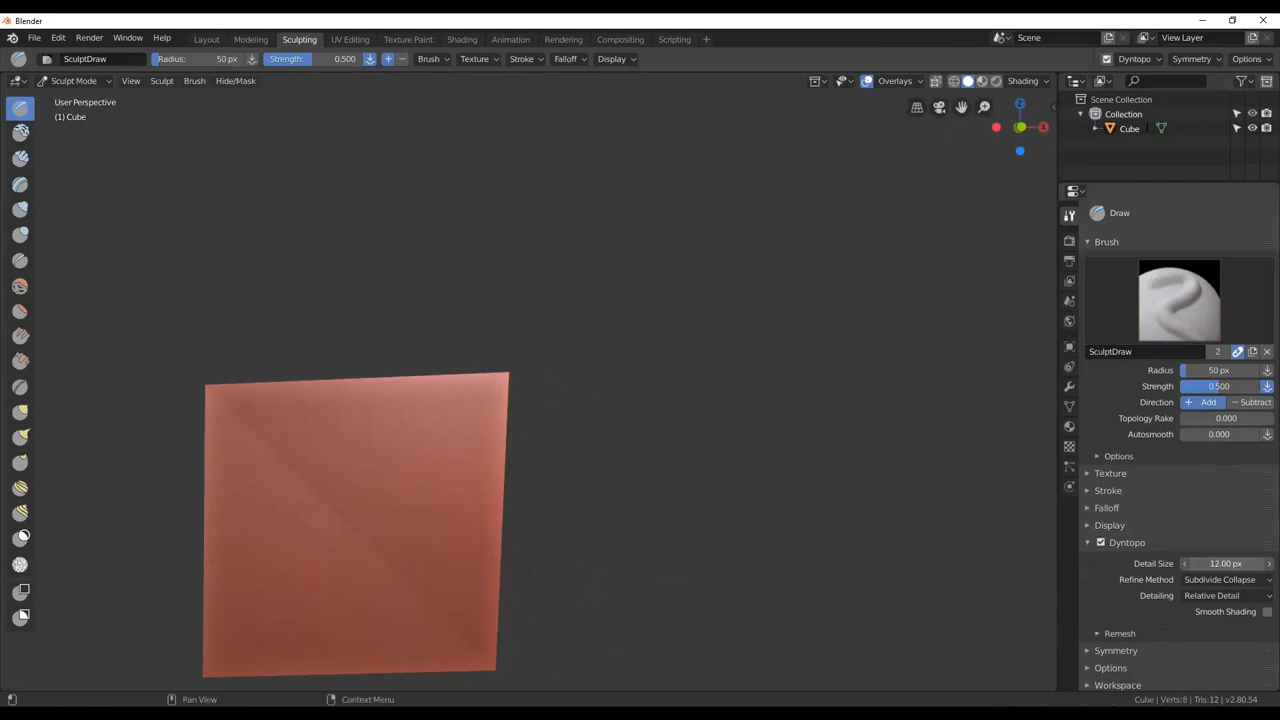 Blender
File Edit Render Window Help Layout Modeling Sculpting UV Editing Texture Paint Shading Animation Rendering Compositing Scripting + Scene View Layer
SculptDraw Radius: 50 px Strength: 0.500 + − Brush Texture Stroke Falloff Display Dyntopo Symmetry Options
Sculpt Mode View Sculpt Brush Hide/Mask Overlays Shading
User Perspective
(1) Cube
Z
X
Scene Collection
Collection
Cube
Draw
Brush
SculptDraw 2
Radius 50 px
Strength 0.500
Direction + Add − Subtract
Topology Rake 0.000
Autosmooth 0.000
Options
Texture
Stroke
Falloff
Display
Dyntopo
Detail Size 12.00 px
Refine Method Subdivide Collapse
Detailing Relative Detail
Smooth Shading
Remesh
Symmetry
Options
Workspace
Pan View Context Menu Cube | Verts:8 | Tris:12 | v2.80.54